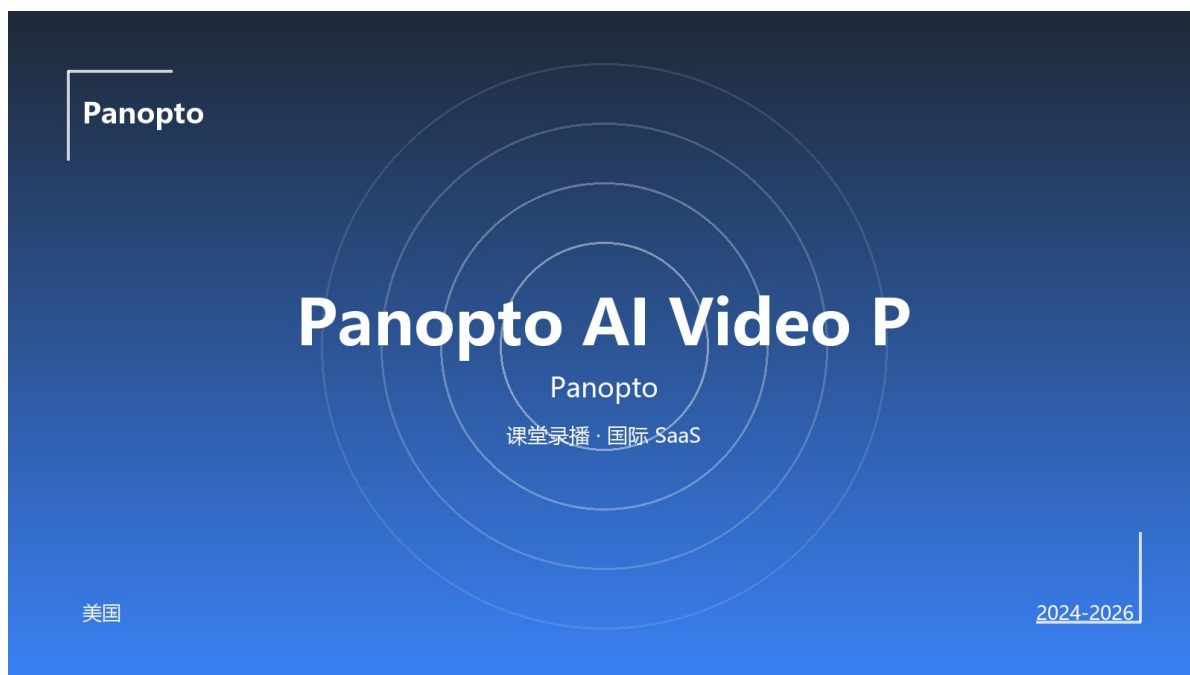 Panopto
Panopto AI Video P
Panopto
课堂录播 · 国际 SaaS
美国
2024-2026